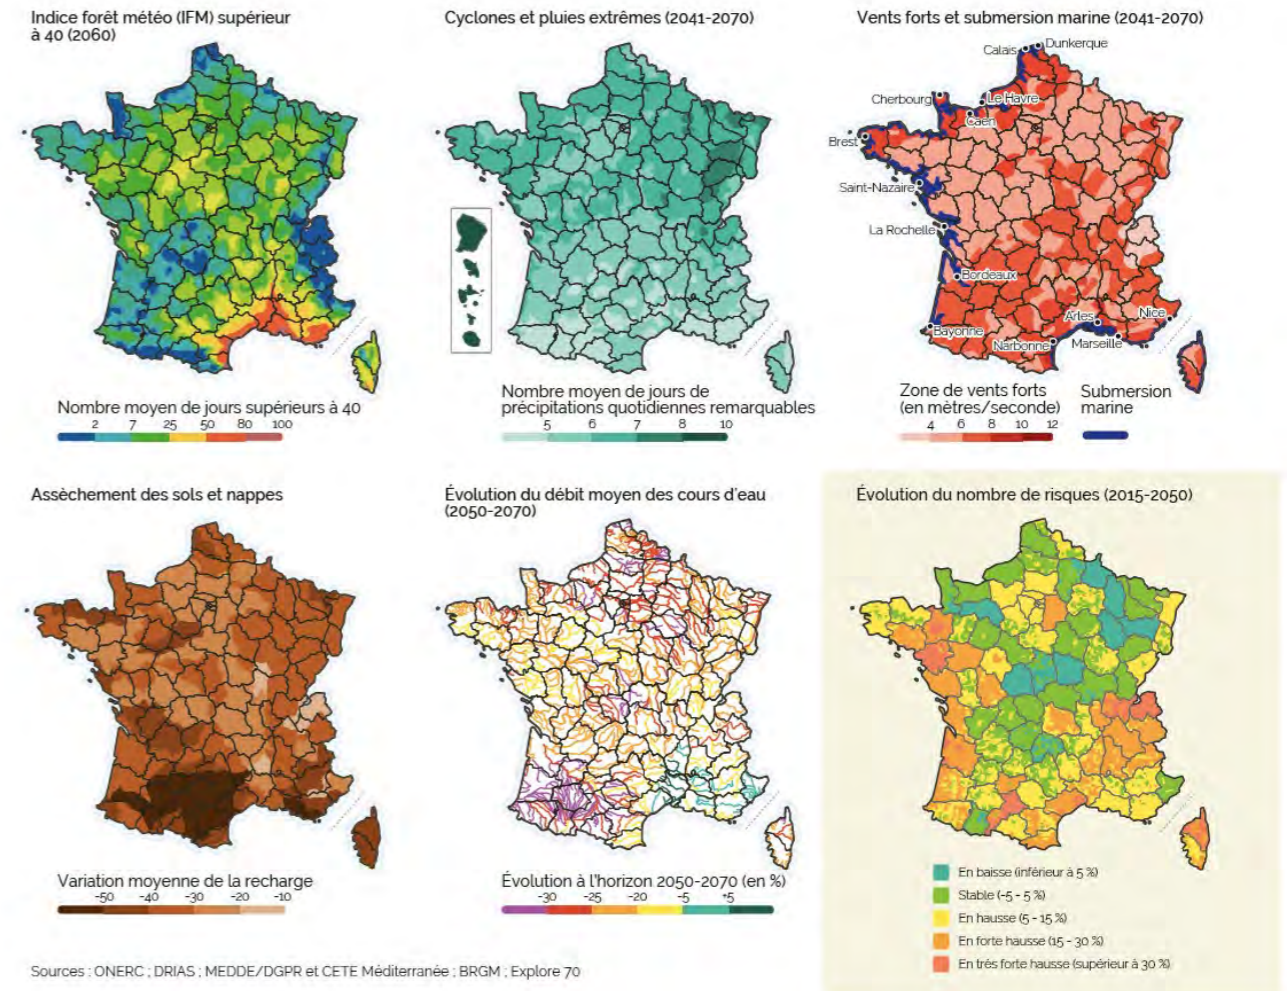 Indice forêt météo (IFM) supérieur
à 40 (2060)
Nombre moyen de jours supérieurs à 40
2 7 25 50 80 100
Cyclones et pluies extrêmes (2041-2070)
Nombre moyen de jours de
précipitations quotidiennes remarquables
5 6 7 8 10
Vents forts et submersion marine (2041-2070)
Calais
Dunkerque
Cherbourg
Le Havre
Caen
Brest
Saint-Nazaire
La Rochelle
Bordeaux
Bayonne
Narbonne
Arles
Marseille
Nice
Zone de vents forts
(en mètres/seconde)
4 6 8 10 12
Submersion
marine
Assèchement des sols et nappes
Variation moyenne de la recharge
-50 -40 -30 -20 -10
Évolution du débit moyen des cours d'eau
(2050-2070)
Évolution à l'horizon 2050-2070 (en %)
-30 -25 -20 -5 +5
Évolution du nombre de risques (2015-2050)
En baisse (inférieur à 5 %)
Stable (-5 - 5 %)
En hausse (5 - 15 %)
En forte hausse (15 - 30 %)
En très forte hausse (supérieur à 30 %)
Sources : ONERC ; DRIAS ; MEDDE/DGPR et CETE Méditerranée ; BRGM ; Explore 70